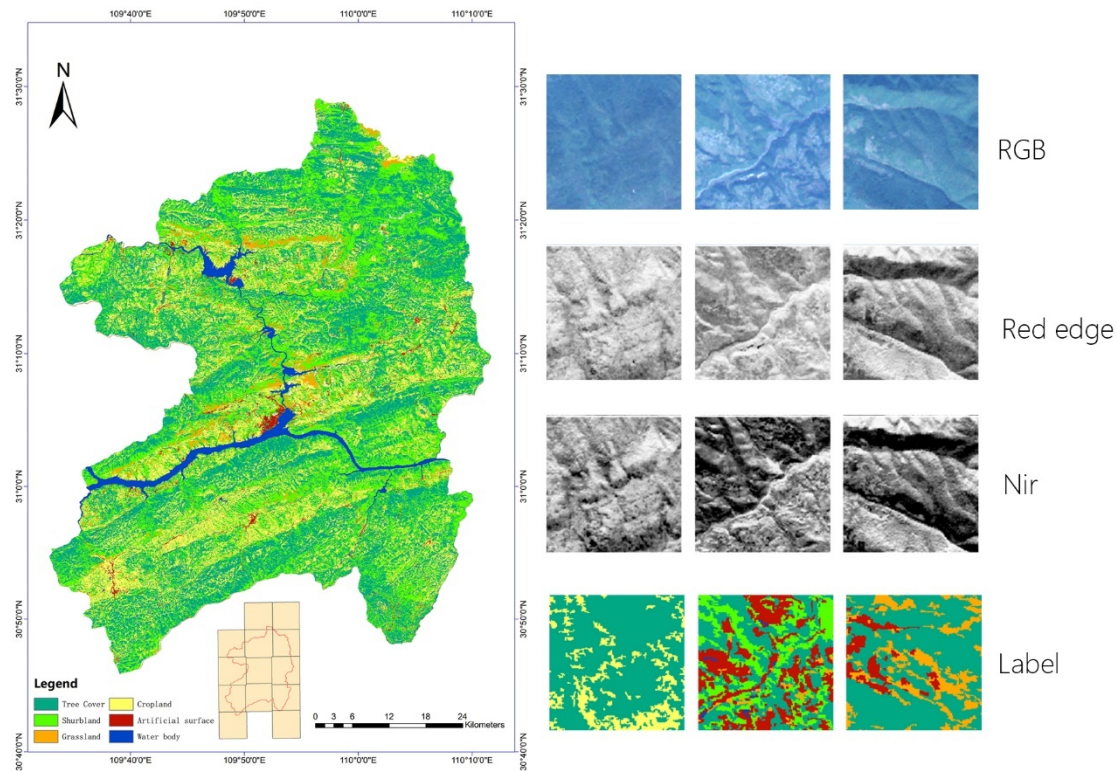 109°40'0"E 109°50'0"E 110°0'0"E 110°10'0"E
N
31°30'0"N 31°30'0"N
31°20'0"N 31°20'0"N
31°10'0"N 31°10'0"N
31°0'0"N 31°0'0"N
30°50'0"N 30°50'0"N
30°40'0"N 30°40'0"N
Legend
Tree Cover Cropland
Shurbland Artificial surface
Grassland Water body
0 3 6 12 18 24
Kilometers
109°40'0"E 109°50'0"E 110°0'0"E 110°10'0"E
RGB
Red edge
Nir
Label